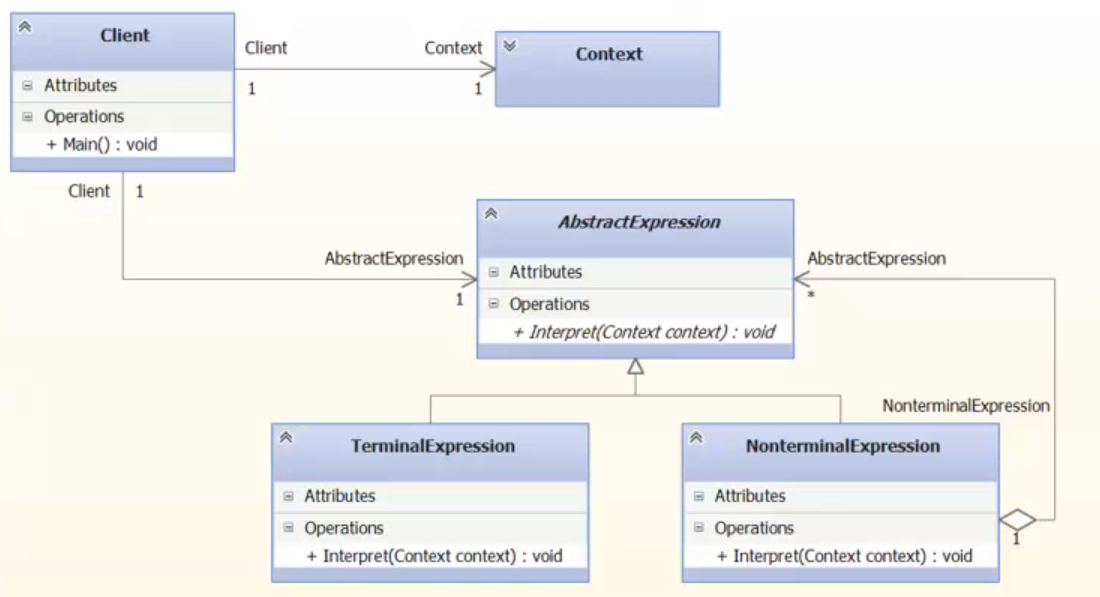 Client
Attributes
Operations
+ Main() : void
Client
Context
1
1
Context
Client
1
AbstractExpression
1
AbstractExpression
Attributes
Operations
+ Interpret(Context context) : void
AbstractExpression
*
NonterminalExpression
1
TerminalExpression
Attributes
Operations
+ Interpret(Context context) : void
NonterminalExpression
Attributes
Operations
+ Interpret(Context context) : void